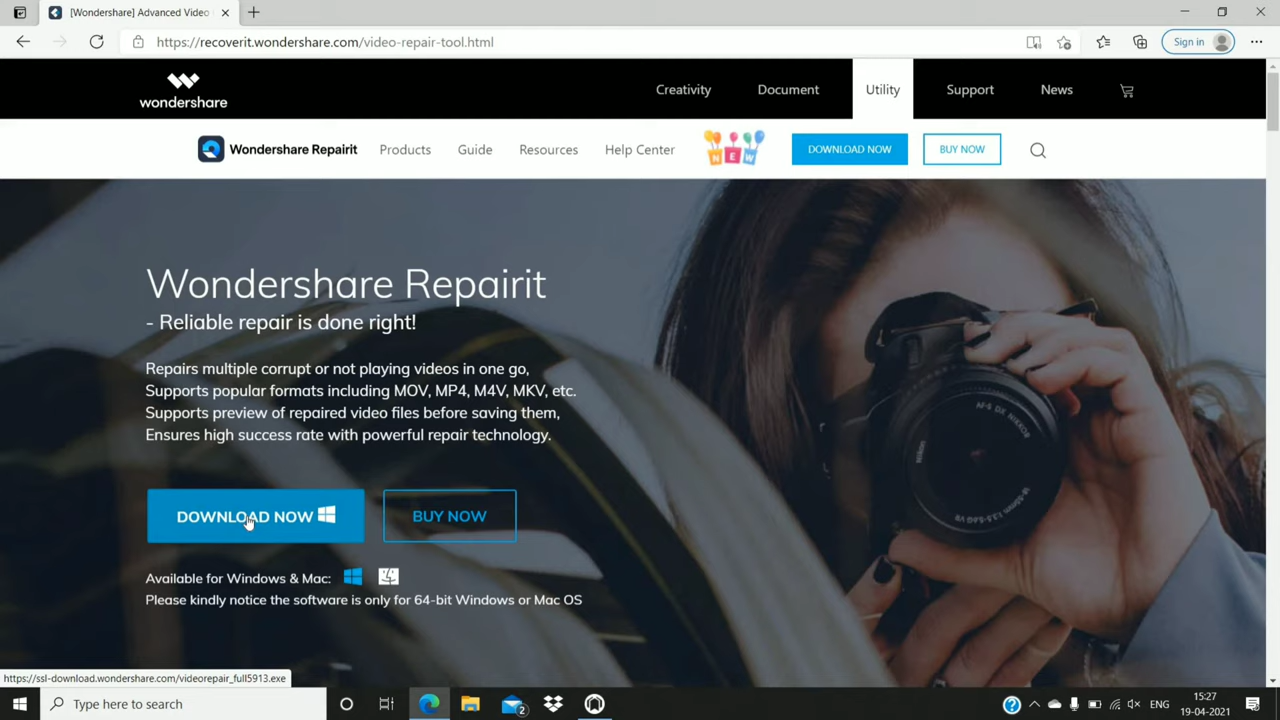 [Wondershare] Advanced Video
https://recoverit.wondershare.com/video-repair-tool.html
Sign in
wondershare
Creativity
Document
Utility
Support
News
Wondershare Repairit
Products
Guide
Resources
Help Center
NEW
DOWNLOAD NOW
BUY NOW
Wondershare Repairit
- Reliable repair is done right!
Repairs multiple corrupt or not playing videos in one go,
Supports popular formats including MOV, MP4, M4V, MKV, etc.
Supports preview of repaired video files before saving them,
Ensures high success rate with powerful repair technology.
DOWNLOAD NOW
BUY NOW
Available for Windows & Mac:
Please kindly notice the software is only for 64-bit Windows or Mac OS
Nikon
AF-S DX NIKKOR
https://ssl-download.wondershare.com/videorepair_full5913.exe
Type here to search
2
ENG
15:27
19-04-2021